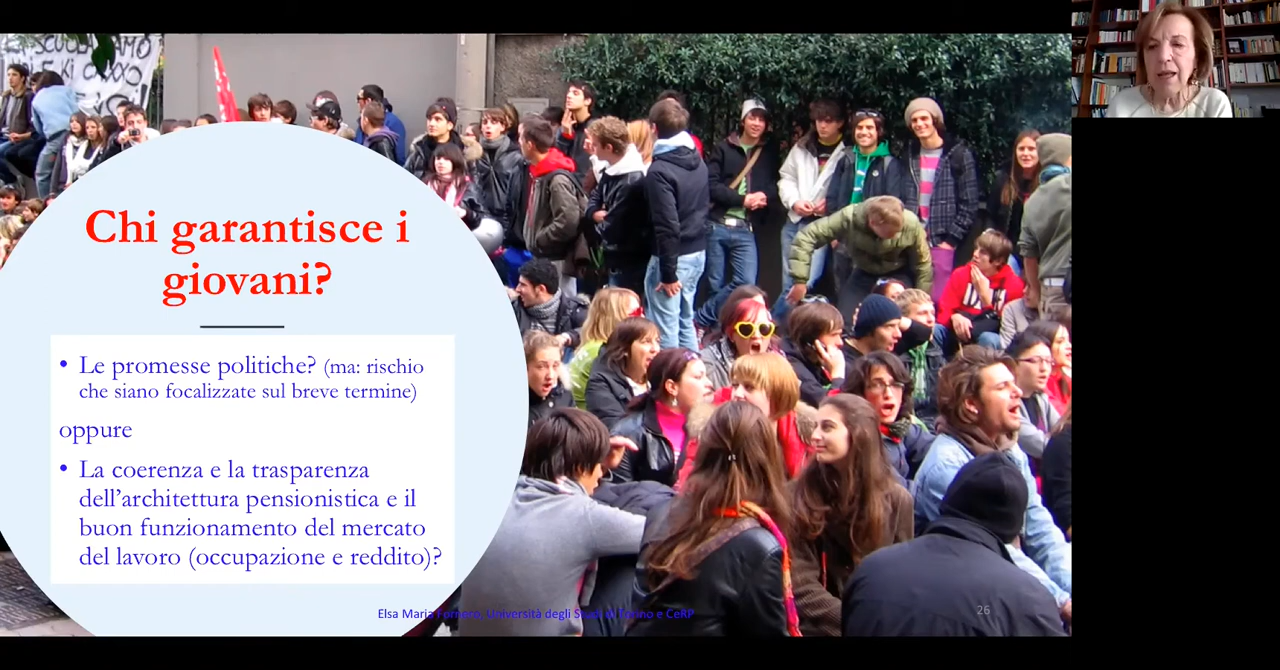 Chi garantisce i
giovani?
• Le promesse politiche? (ma: rischio
che siano focalizzate sul breve termine)
oppure
• La coerenza e la trasparenza
dell'architettura pensionistica e il
buon funzionamento del mercato
del lavoro (occupazione e reddito)?
Elsa Maria Fornero, Università degli Studi di Torino e CeRP
26